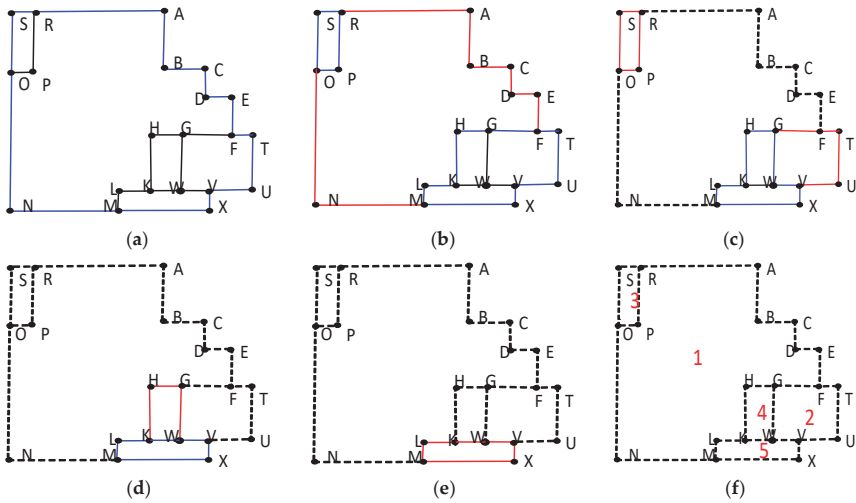 S R A
B C
O P
D E
H G
F T
L K W V U
N M X
(a)
S R A
B C
O P
D E
H G
F T
L K W V U
N M X
(b)
S R A
B C
O P
D E
H G
F T
L K W V U
N M X
(c)
S R A
B C
O P
D E
H G
F T
L K W V U
N M X
(d)
S R A
B C
O P
D E
H G
F T
L K W V U
N M X
(e)
S R A
3
B C
O P
1 D E
H G
F T
4 2
L K W V U
N M 5 X
(f)